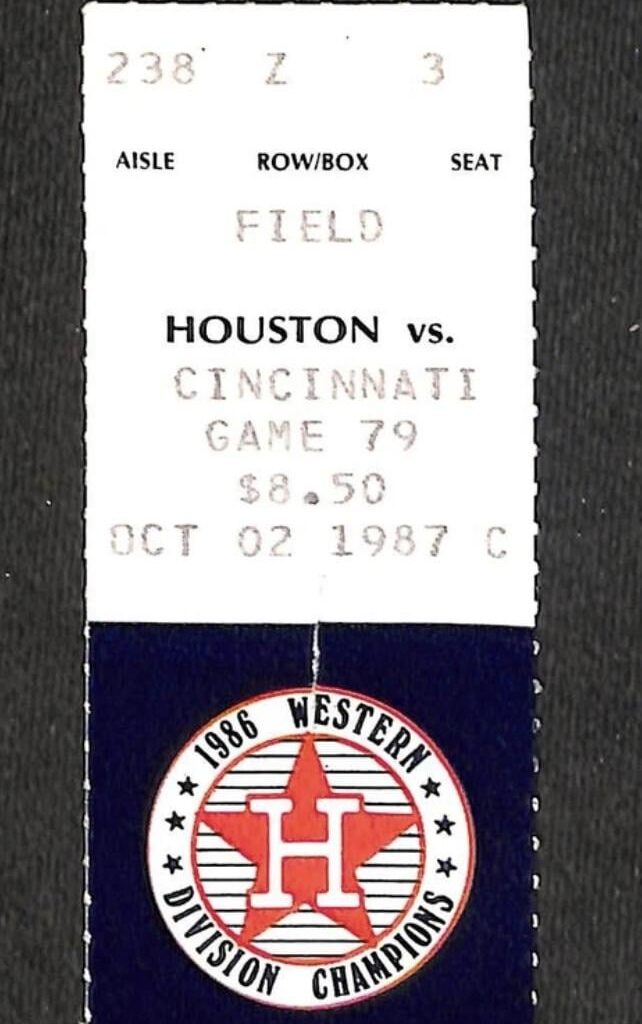 238 Z 3
AISLE ROW/BOX SEAT
FIELD
HOUSTON vs.
CINCINNATI
GAME 79
$8.50
OCT 02 1987 C
1986 WESTERN
H
DIVISION CHAMPIONS